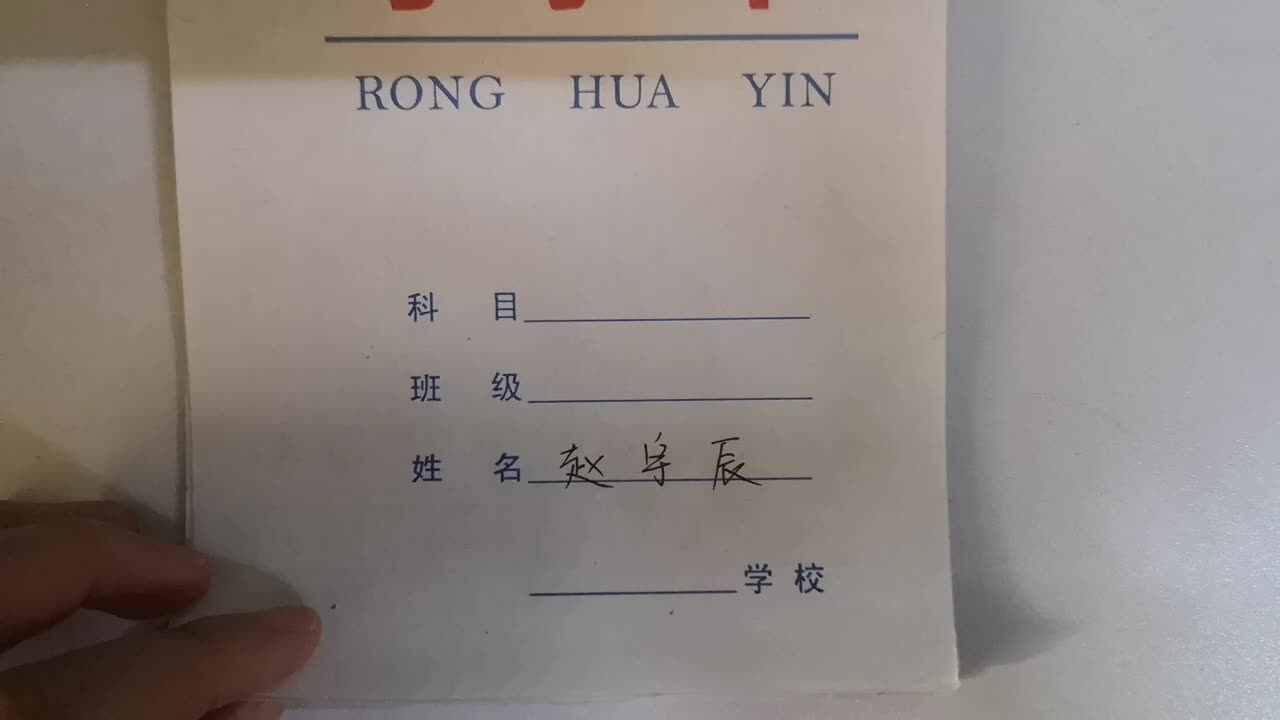 RONG HUA YIN
科 目
班 级
姓 名 赵宇辰
学 校